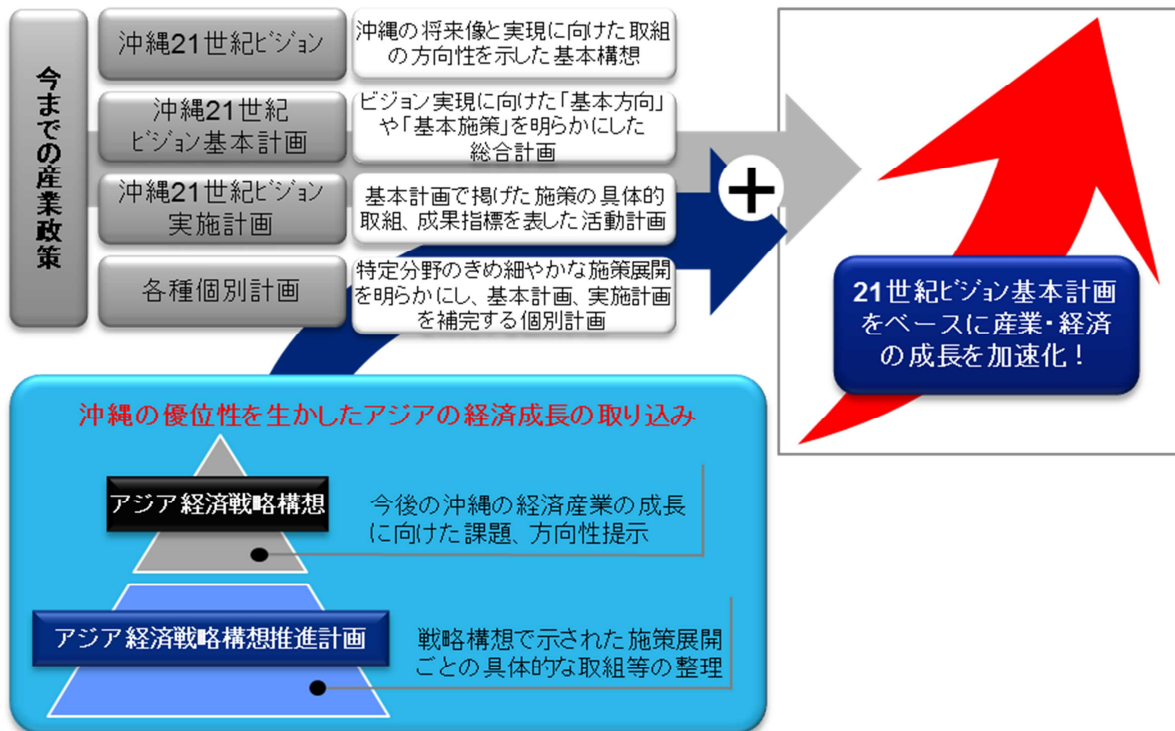 今までの産業政策
沖縄21世紀ビジョン
沖縄の将来像と実現に向けた取組
の方向性を示した基本構想
沖縄21世紀
ビジョン基本計画
ビジョン実現に向けた「基本方向」
や「基本施策」を明らかにした
総合計画
沖縄21世紀ビジョン
実施計画
基本計画で掲げた施策の具体的
取組、成果指標を表した活動計画
各種個別計画
特定分野のきめ細やかな施策展開
を明らかにし、基本計画、実施計画
を補完する個別計画
+
21世紀ビジョン基本計画
をベースに産業・経済
の成長を加速化！
沖縄の優位性を生かしたアジアの経済成長の取り込み
アジア経済戦略構想
今後の沖縄の経済産業の成長
に向けた課題、方向性提示
アジア経済戦略構想推進計画
戦略構想で示された施策展開
ごとの具体的な取組等の整理